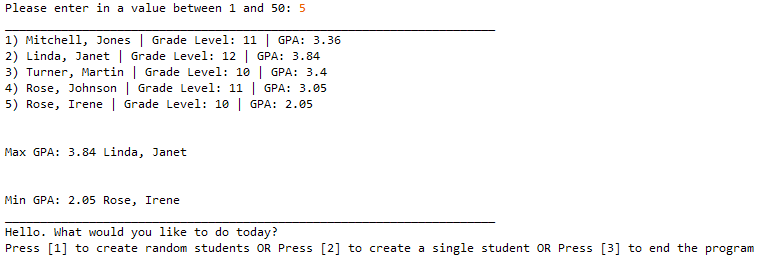 Please enter in a value between 1 and 50: 5
1) Mitchell, Jones | Grade Level: 11 | GPA: 3.36
2) Linda, Janet | Grade Level: 12 | GPA: 3.84
3) Turner, Martin | Grade Level: 10 | GPA: 3.4
4) Rose, Johnson | Grade Level: 11 | GPA: 3.05
5) Rose, Irene | Grade Level: 10 | GPA: 2.05
Max GPA: 3.84 Linda, Janet
Min GPA: 2.05 Rose, Irene
Hello. What would you like to do today?
Press [1] to create random students OR Press [2] to create a single student OR Press [3] to end the program